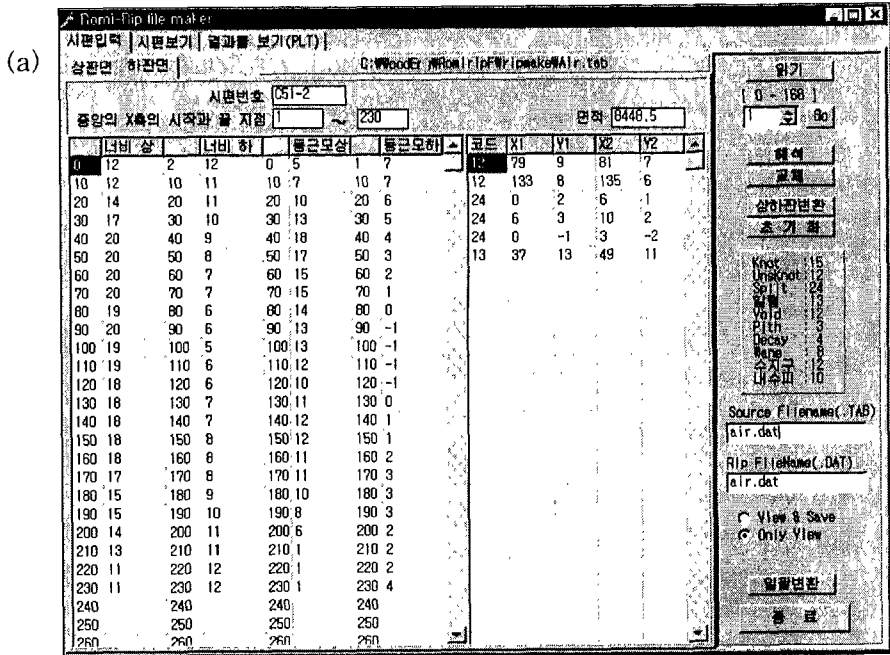 (a)
Romi-Rip file maker
시편입력 시편보기 결과물 보기(PLT)
상판면 하판면 C:₩WoodEr ₩RomiripF₩ripmake₩Air.tab
시편번호 C51-2
중앙의 X축의 시작과 끝 지점 1 ~ 230 면적 8448.5
너비 상 너비 하 둥근모상 둥근모하
0 12 2 12 0 5 1 7
10 12 10 11 10 7 10 7
20 14 20 11 20 10 20 6
30 17 30 10 30 13 30 5
40 20 40 9 40 18 40 4
50 20 50 8 50 17 50 3
60 20 60 7 60 15 60 2
70 20 70 7 70 15 70 1
80 19 80 6 80 14 80 0
90 20 90 6 90 13 90 -1
100 19 100 5 100 13 100 -1
110 19 110 6 110 12 110 -1
120 18 120 6 120 10 120 -1
130 18 130 7 130 11 130 0
140 18 140 7 140 12 140 1
150 18 150 8 150 12 150 1
160 18 160 8 160 11 160 2
170 17 170 8 170 11 170 3
180 15 180 9 180 10 180 3
190 15 190 10 190 8 190 3
200 14 200 11 200 6 200 2
210 13 210 11 210 1 210 2
220 11 220 12 220 1 220 2
230 11 230 12 230 1 230 4
240 240 240 240
250 250 250 250
260 260 260 260
코드 X1 Y1 X2 Y2
12 79 9 81 7
12 133 8 135 6
24 0 2 6 1
24 6 3 10 2
24 0 -1 3 -2
13 37 13 49 11
읽기
[ 0 - 168 ]
1 Go
해석
교체
상하판변환
초 기 화
Knot :15
UnsKnot :12
Split :24
할렬 :13
Void :12
Pith : 3
Decay : 4
Wane : 8
수지구 :12
내수피 :10
Source Filename(.TAB)
air.dat
Rip FileName(.DAT)
air.dat
View & Save
Only View
일괄변환
종 료